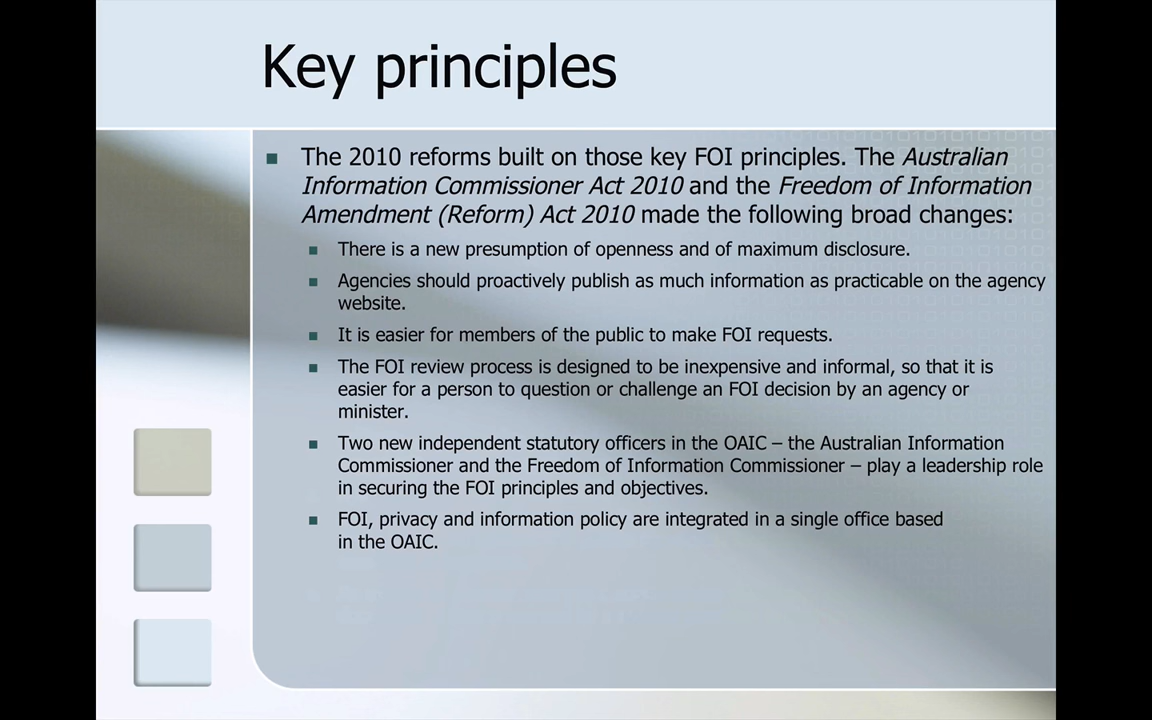 Key principles
The 2010 reforms built on those key FOI principles. The Australian
Information Commissioner Act 2010 and the Freedom of Information
Amendment (Reform) Act 2010 made the following broad changes:
There is a new presumption of openness and of maximum disclosure.
Agencies should proactively publish as much information as practicable on the agency
website.
It is easier for members of the public to make FOI requests.
The FOI review process is designed to be inexpensive and informal, so that it is
easier for a person to question or challenge an FOI decision by an agency or
minister.
Two new independent statutory officers in the OAIC – the Australian Information
Commissioner and the Freedom of Information Commissioner – play a leadership role
in securing the FOI principles and objectives.
FOI, privacy and information policy are integrated in a single office based
in the OAIC.